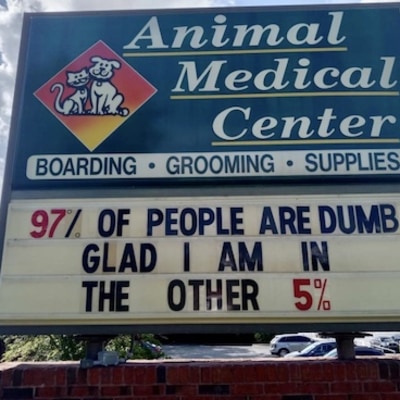 Animal
Medical
Center
BOARDING · GROOMING · SUPPLIES
97% OF PEOPLE ARE DUMB
GLAD I AM IN
THE OTHER 5%